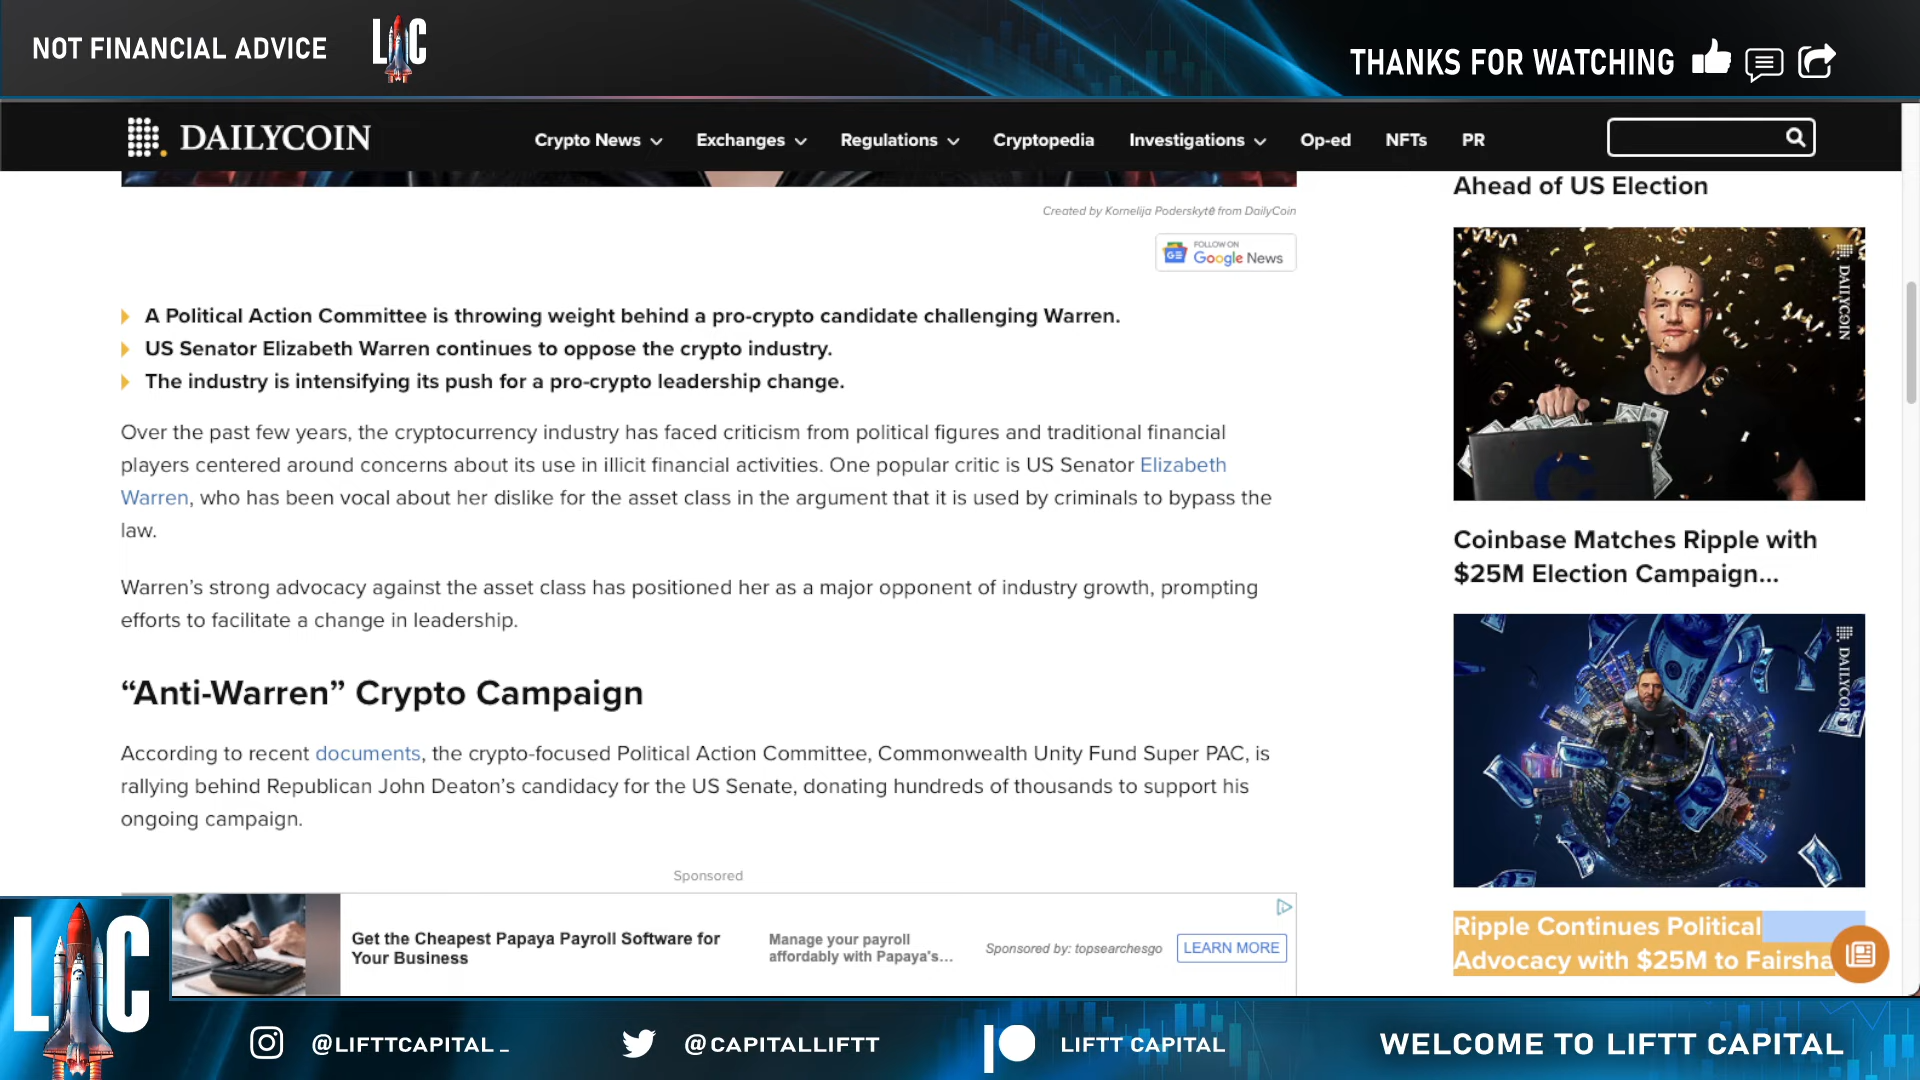 NOT FINANCIAL ADVICE
LC
THANKS FOR WATCHING
DAILYCOIN
Crypto News
Exchanges
Regulations
Cryptopedia
Investigations
Op-ed
NFTs
PR
Created by Kornelija Poderskytė from DailyCoin
FOLLOW ON
Google News
A Political Action Committee is throwing weight behind a pro-crypto candidate challenging Warren.
US Senator Elizabeth Warren continues to oppose the crypto industry.
The industry is intensifying its push for a pro-crypto leadership change.
Over the past few years, the cryptocurrency industry has faced criticism from political figures and traditional financial
players centered around concerns about its use in illicit financial activities. One popular critic is US Senator Elizabeth
Warren, who has been vocal about her dislike for the asset class in the argument that it is used by criminals to bypass the
law.
Warren’s strong advocacy against the asset class has positioned her as a major opponent of industry growth, prompting
efforts to facilitate a change in leadership.
“Anti-Warren” Crypto Campaign
According to recent documents, the crypto-focused Political Action Committee, Commonwealth Unity Fund Super PAC, is
rallying behind Republican John Deaton’s candidacy for the US Senate, donating hundreds of thousands to support his
ongoing campaign.
Sponsored
Get the Cheapest Papaya Payroll Software for
Your Business
Manage your payroll
affordably with Papaya's...
Sponsored by: topsearchesgo
LEARN MORE
Ahead of US Election
DAILYCOIN
Coinbase Matches Ripple with
$25M Election Campaign...
DAILYCOIN
Ripple Continues Political
Advocacy with $25M to Fairsha
LC
@LIFTTCAPITAL_
@CAPITALLIFTT
LIFTT CAPITAL
WELCOME TO LIFTT CAPITAL